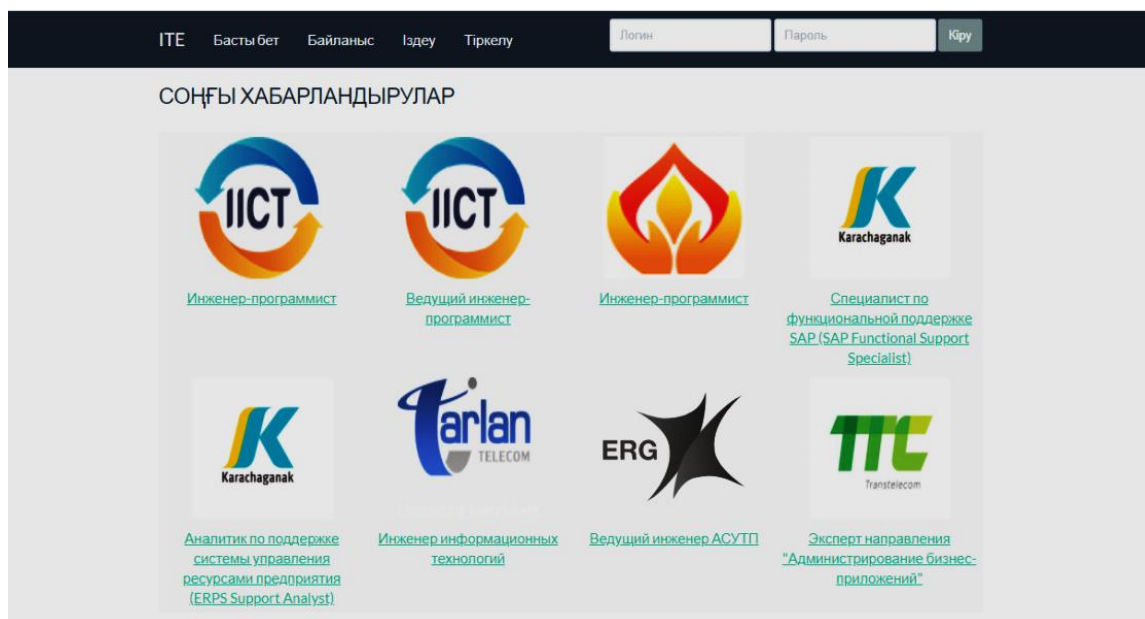 ITE Басты бет Байланыс Іздеу Тіркелу Логин Пароль Кіру
СОҢҒЫ ХАБАРЛАНДЫРУЛАР
IICT
Инженер-программист
IICT
Ведущий инженер-
программист
Инженер-программист
Karachaganak
Специалист по
функциональной поддержке
SAP (SAP Functional Support
Specialist)
Karachaganak
Аналитик по поддержке
системы управления
ресурсами предприятия
(ERPS Support Analyst)
Tarlan
TELECOM
Инженер информационных
технологий
ERG
Ведущий инженер АСУТП
TTC
Transtelecom
Эксперт направления
"Администрирование бизнес-
приложений"